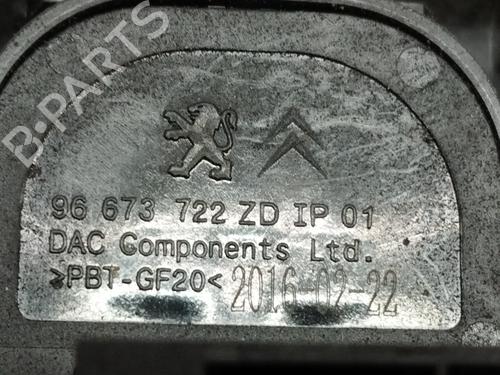 B-PARTS
96 673 722 ZD IP 01
DAC Components Ltd.
>PBT-GF20< 2016-02-22